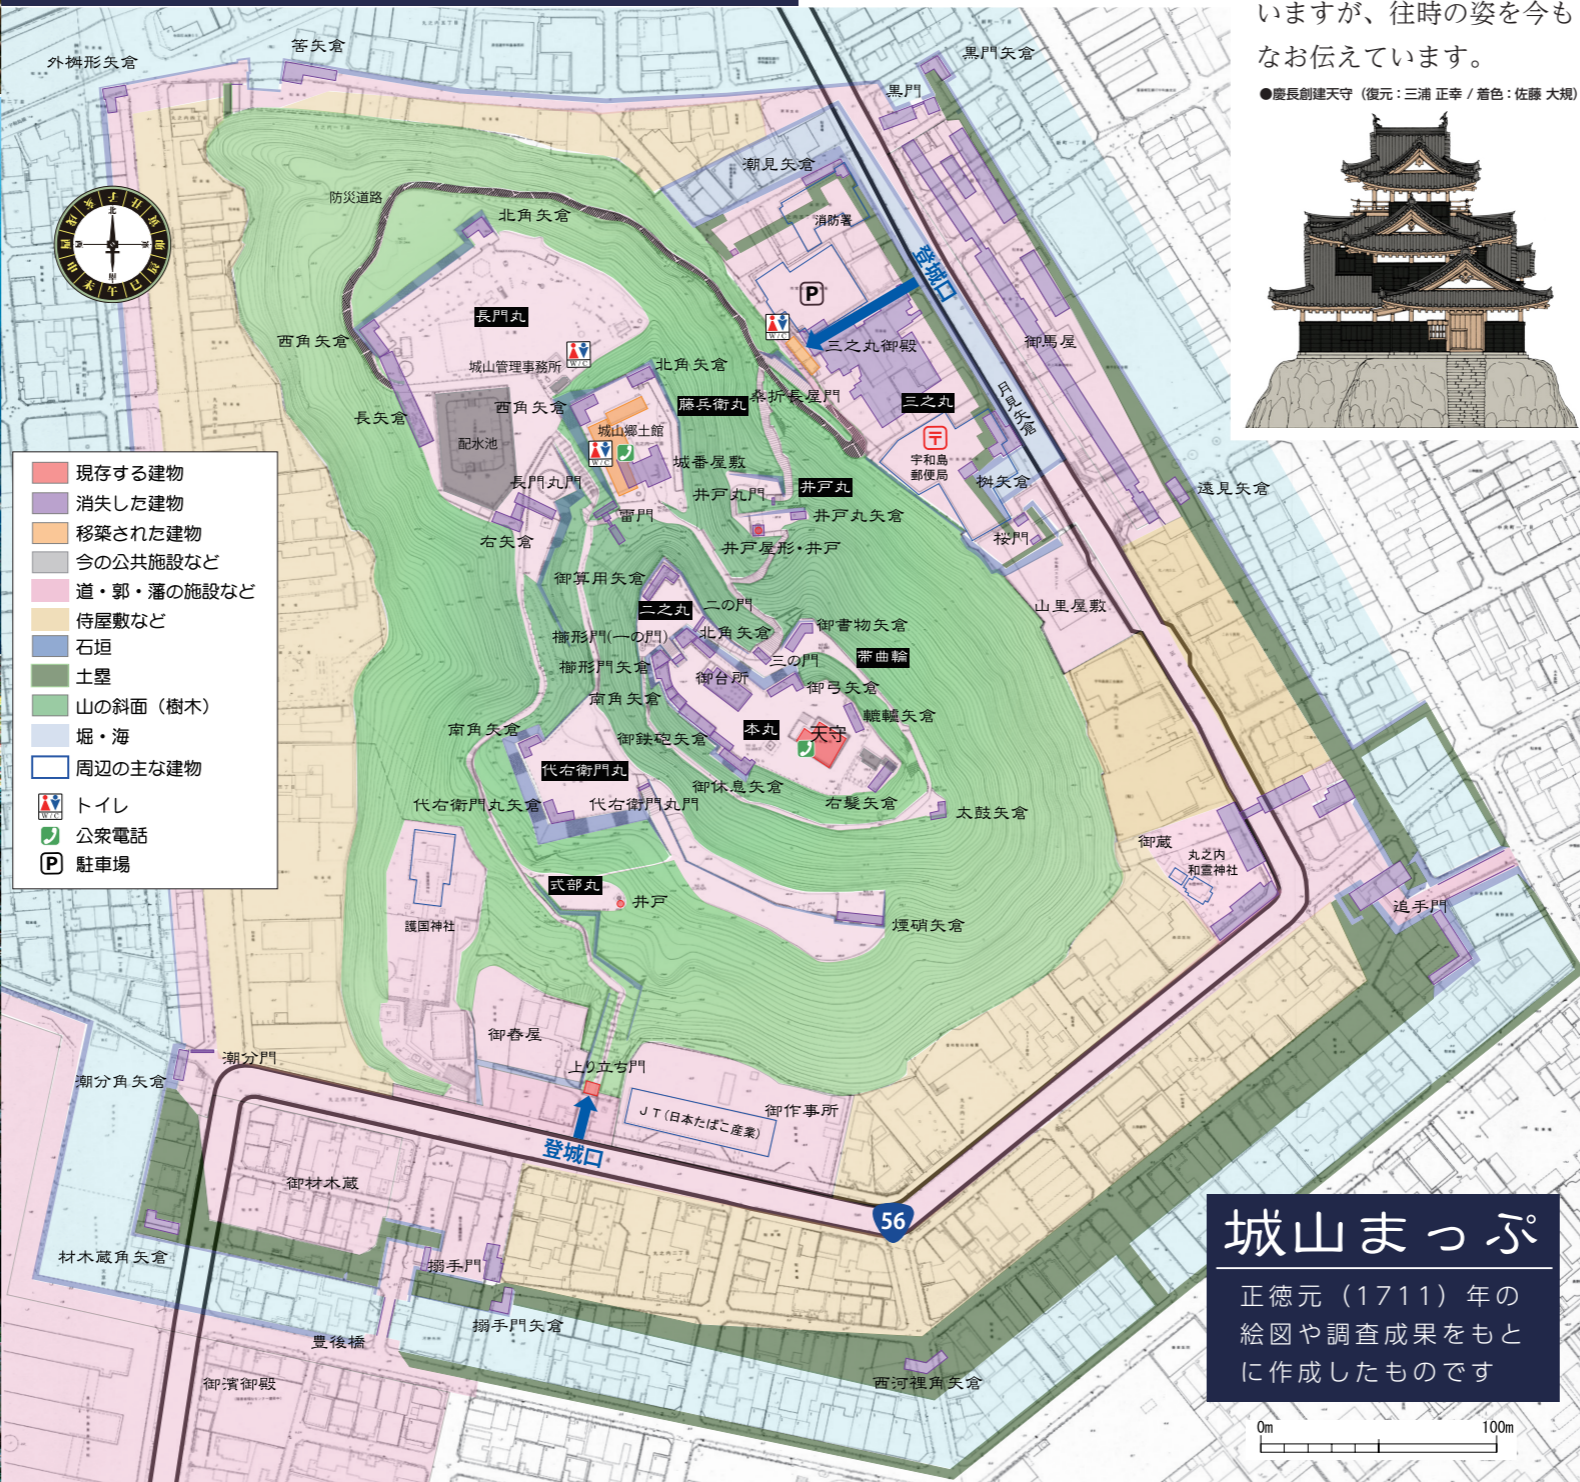 いますが、往時の姿を今も
なお伝えています。
●慶長創建天守（復元：三浦 正幸 / 着色：佐藤 大規）
外桝形矢倉
筈矢倉
黒門矢倉
黒門
潮見矢倉
消防署
防災道路
北角矢倉
登城口
P
長門丸
三之丸御殿
御馬屋
西角矢倉
城山管理事務所
W/C
W/C
北角矢倉
藤兵衛丸
桑折長屋門
三之丸
月見矢倉
長矢倉
西角矢倉
配水池
城山郷土館
W/C
城番屋敷
宇和島
郵便局
桝矢倉
遠見矢倉
長門丸門
井戸丸門
井戸丸
井戸丸矢倉
右矢倉
雷門
井戸屋形・井戸
桜門
御算用矢倉
二之丸
二の門
山里屋敷
櫛形門(一の門)
北角矢倉
御書物矢倉
三の門
帯曲輪
櫛形門矢倉
御台所
御弓矢倉
南角矢倉
轆轤矢倉
南角矢倉
御鉄砲矢倉
本丸
天守
代右衛門丸
御休息矢倉
右髪矢倉
太鼓矢倉
代右衛門丸矢倉
代右衛門丸門
御蔵
丸之内
和霊神社
式部丸
井戸
煙硝矢倉
追手門
護国神社
御舂屋
上り立ち門
潮分門
潮分角矢倉
JT(日本たばこ産業)
御作事所
登城口
御材木蔵
56
材木蔵角矢倉
搦手門
搦手門矢倉
豊後橋
御濱御殿
西河裡角矢倉
現存する建物
消失した建物
移築された建物
今の公共施設など
道・郭・藩の施設など
侍屋敷など
石垣
土塁
山の斜面（樹木）
堀・海
周辺の主な建物
W/C トイレ
公衆電話
P 駐車場
城山まっぷ
正徳元（1711）年の
絵図や調査成果をもと
に作成したものです
0m 100m